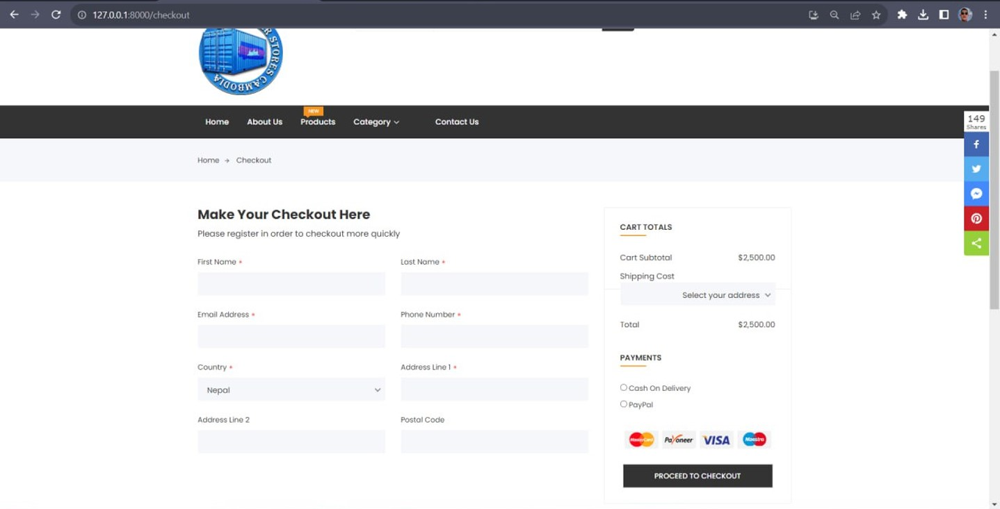 127.0.0.1:8000/checkout
STORES CAMBODIA
NEW
Home About Us Products Category Contact Us
149
Shares
Home → Checkout
Make Your Checkout Here
Please register in order to checkout more quickly
First Name *
Last Name *
Email Address *
Phone Number *
Country *
Address Line 1 *
Nepal
Address Line 2
Postal Code
CART TOTALS
Cart Subtotal $2,500.00
Shipping Cost
Select your address
Total $2,500.00
PAYMENTS
Cash On Delivery
PayPal
MasterCard Payoneer VISA Maestro
PROCEED TO CHECKOUT